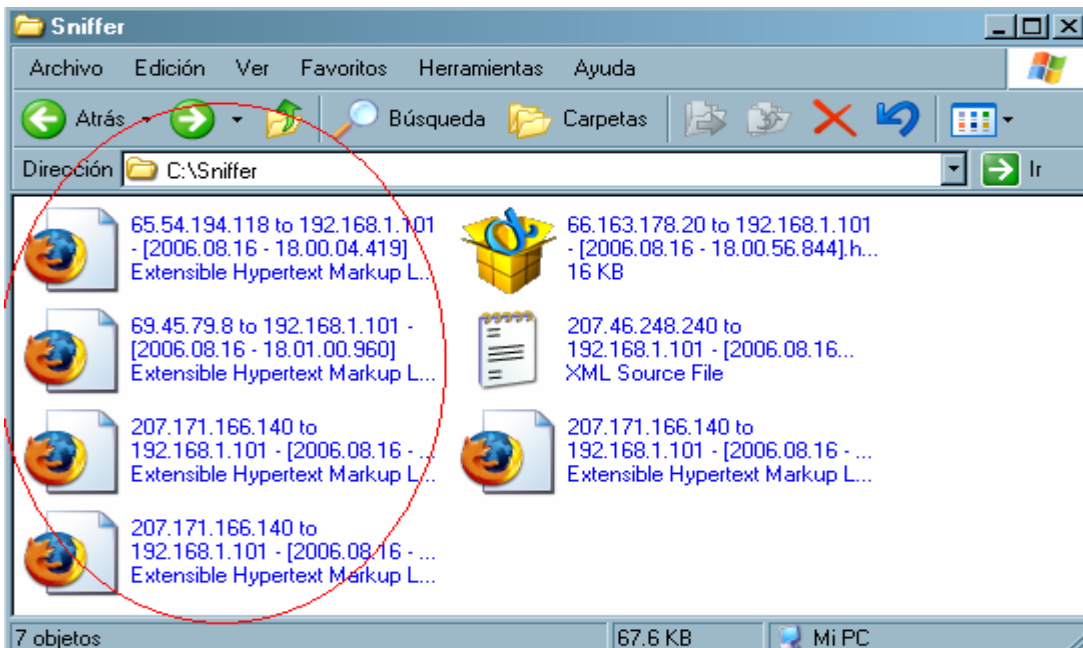 Sniffer
Archivo Edición Ver Favoritos Herramientas Ayuda
Atrás Búsqueda Carpetas
Dirección C:\Sniffer Ir
65.54.194.118 to 192.168.1.101
- [2006.08.16 - 18.00.04.419]
Extensible Hypertext Markup L...
66.163.178.20 to 192.168.1.101
- [2006.08.16 - 18.00.56.844].h...
16 KB
69.45.79.8 to 192.168.1.101 -
[2006.08.16 - 18.01.00.960]
Extensible Hypertext Markup L...
207.46.248.240 to
192.168.1.101 - [2006.08.16...
XML Source File
207.171.166.140 to
192.168.1.101 - [2006.08.16 - ...
Extensible Hypertext Markup L...
207.171.166.140 to
192.168.1.101 - [2006.08.16 - ...
Extensible Hypertext Markup L...
207.171.166.140 to
192.168.1.101 - [2006.08.16 - ...
Extensible Hypertext Markup L...
7 objetos 67.6 KB Mi PC